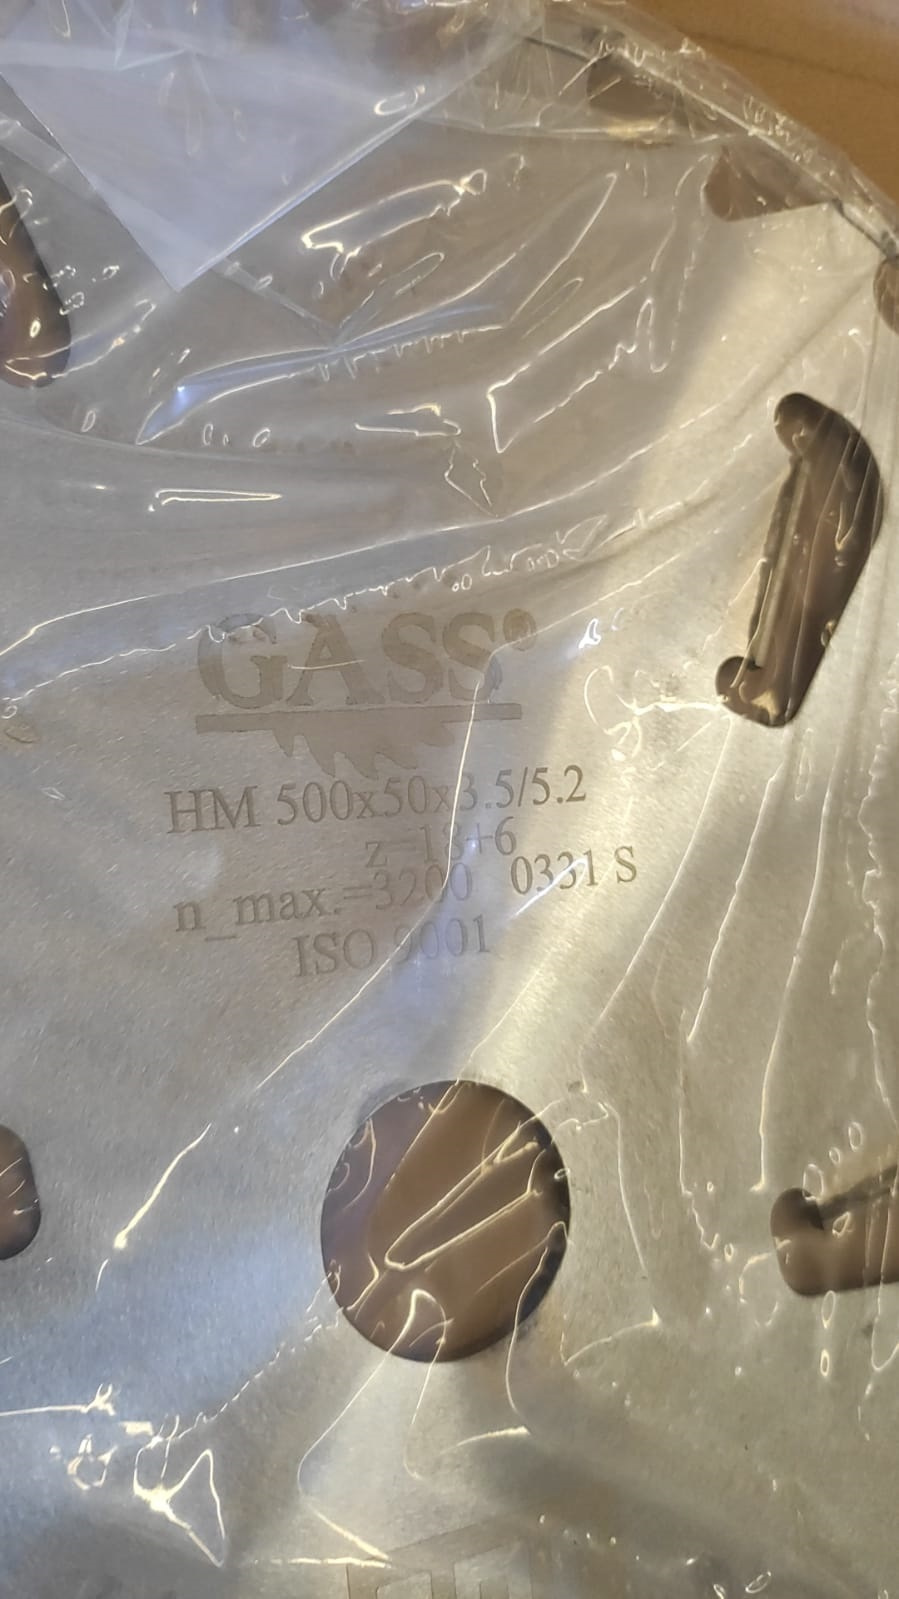 GASS®
HM 500x50x3.5/5.2
z=18+6
n_max.=3200 0331 S
ISO 9001